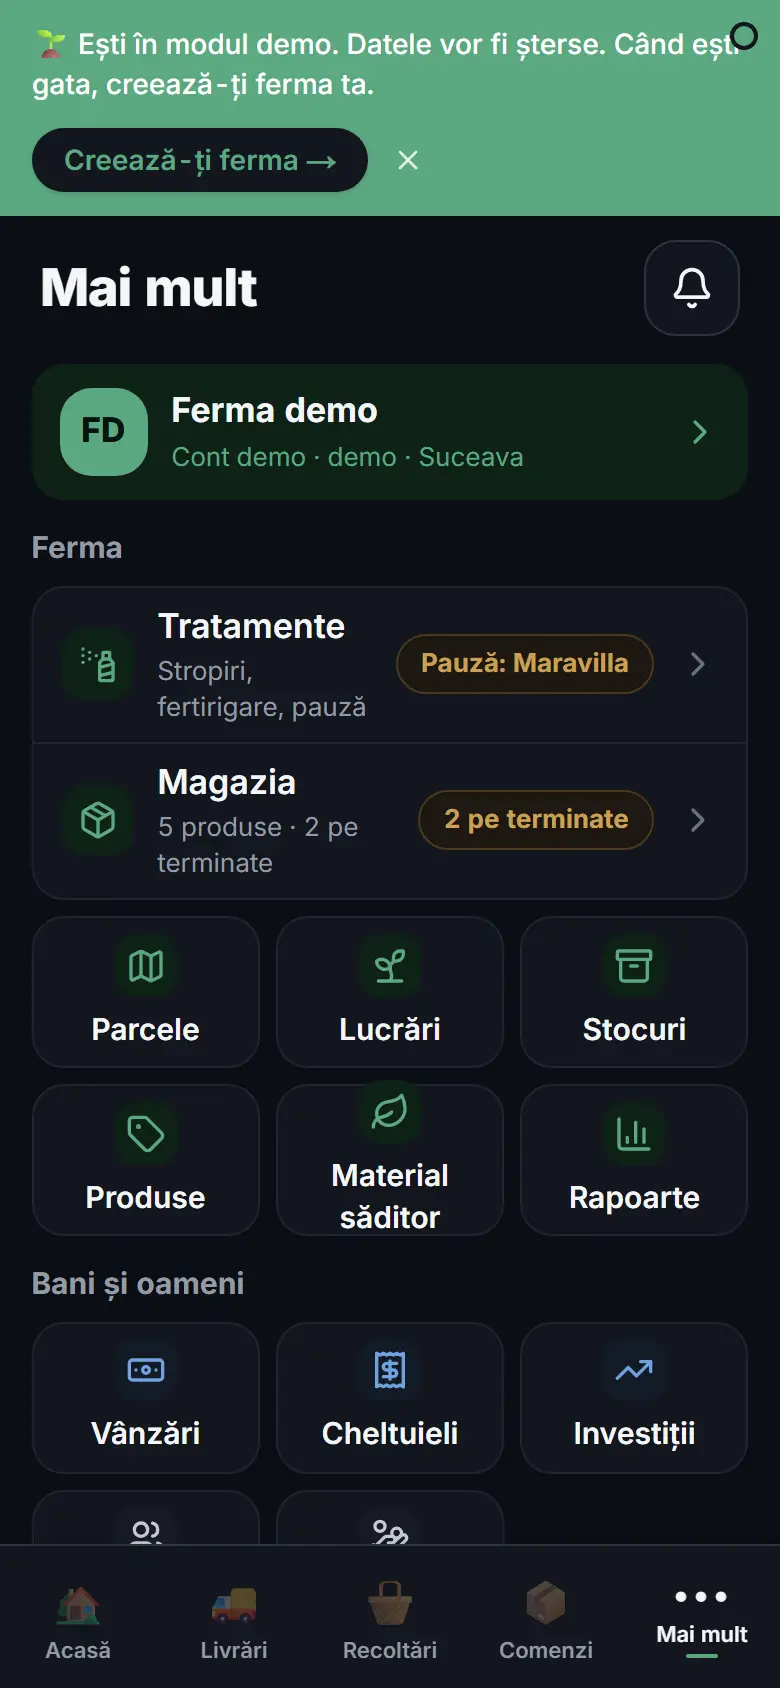 Ești în modul demo. Datele vor fi șterse. Când ești
gata, creează-ți ferma ta.
Creează-ți ferma →
Mai mult
FD
Ferma demo
Cont demo · demo · Suceava
Ferma
Tratamente
Stropiri,
fertirigare, pauză
Pauză: Maravilla
Magazia
5 produse · 2 pe
terminate
2 pe terminate
Parcele
Lucrări
Stocuri
Produse
Material
săditor
Rapoarte
Bani și oameni
Vânzări
Cheltuieli
Investiții
Acasă
Livrări
Recoltări
Comenzi
Mai mult